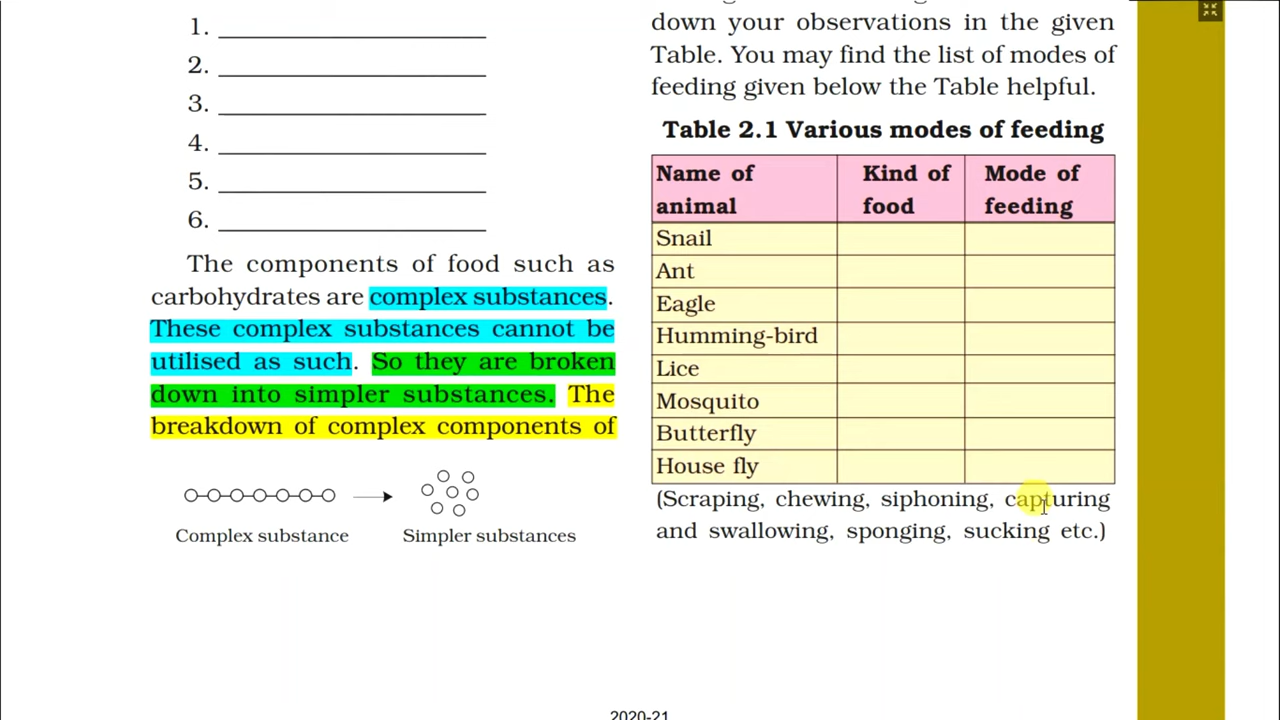 1.
2.
3.
4.
5.
6.
The components of food such as
carbohydrates are complex substances.
These complex substances cannot be
utilised as such. So they are broken
down into simpler substances. The
breakdown of complex components of
Complex substance
Simpler substances
down your observations in the given
Table. You may find the list of modes of
feeding given below the Table helpful.
Table 2.1 Various modes of feeding
Name of animal Kind of food Mode of feeding
Snail
Ant
Eagle
Humming-bird
Lice
Mosquito
Butterfly
House fly
(Scraping, chewing, siphoning, capturing
and swallowing, sponging, sucking etc.)
2020-21